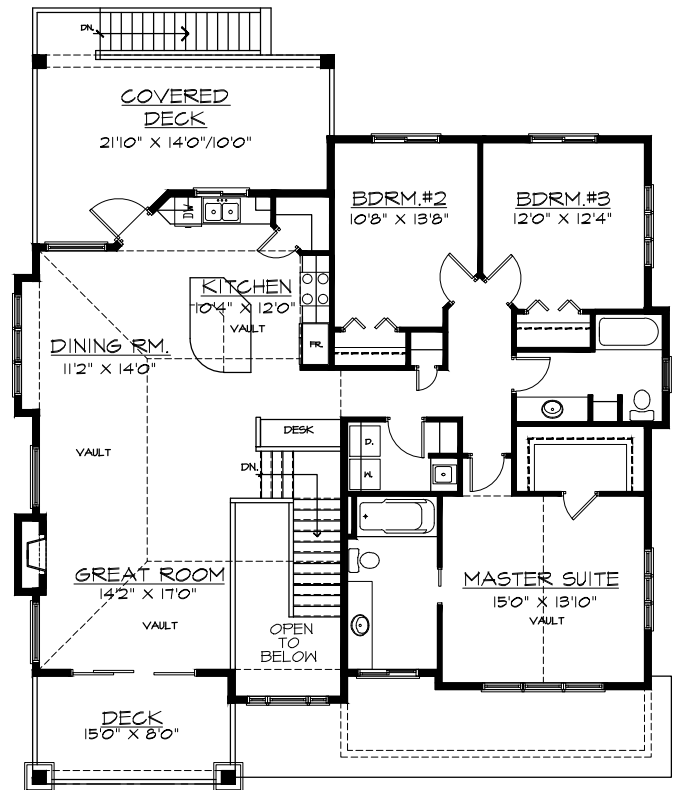 DN.
COVERED
DECK
21'10" X 14'0"/10'0"
DW
BDRM.#2
10'8" X 13'8"
BDRM.#3
12'0" X 12'4"
KITCHEN
10'4" X 12'0"
VAULT
FR.
DINING RM.
11'2" X 14'0"
DESK
D.
W.
VAULT
DN.
GREAT ROOM
14'2" X 17'0"
VAULT
MASTER SUITE
15'0" X 13'10"
VAULT
OPEN
TO
BELOW
DECK
15'0" X 8'0"